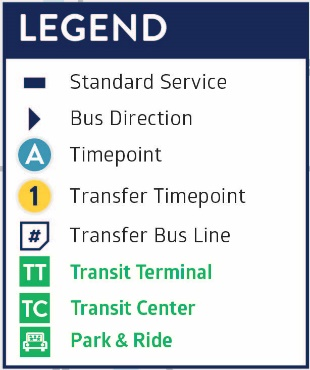 LEGEND
Standard Service
Bus Direction
A Timepoint
1 Transfer Timepoint
# Transfer Bus Line
TT Transit Terminal
TC Transit Center
Park & Ride